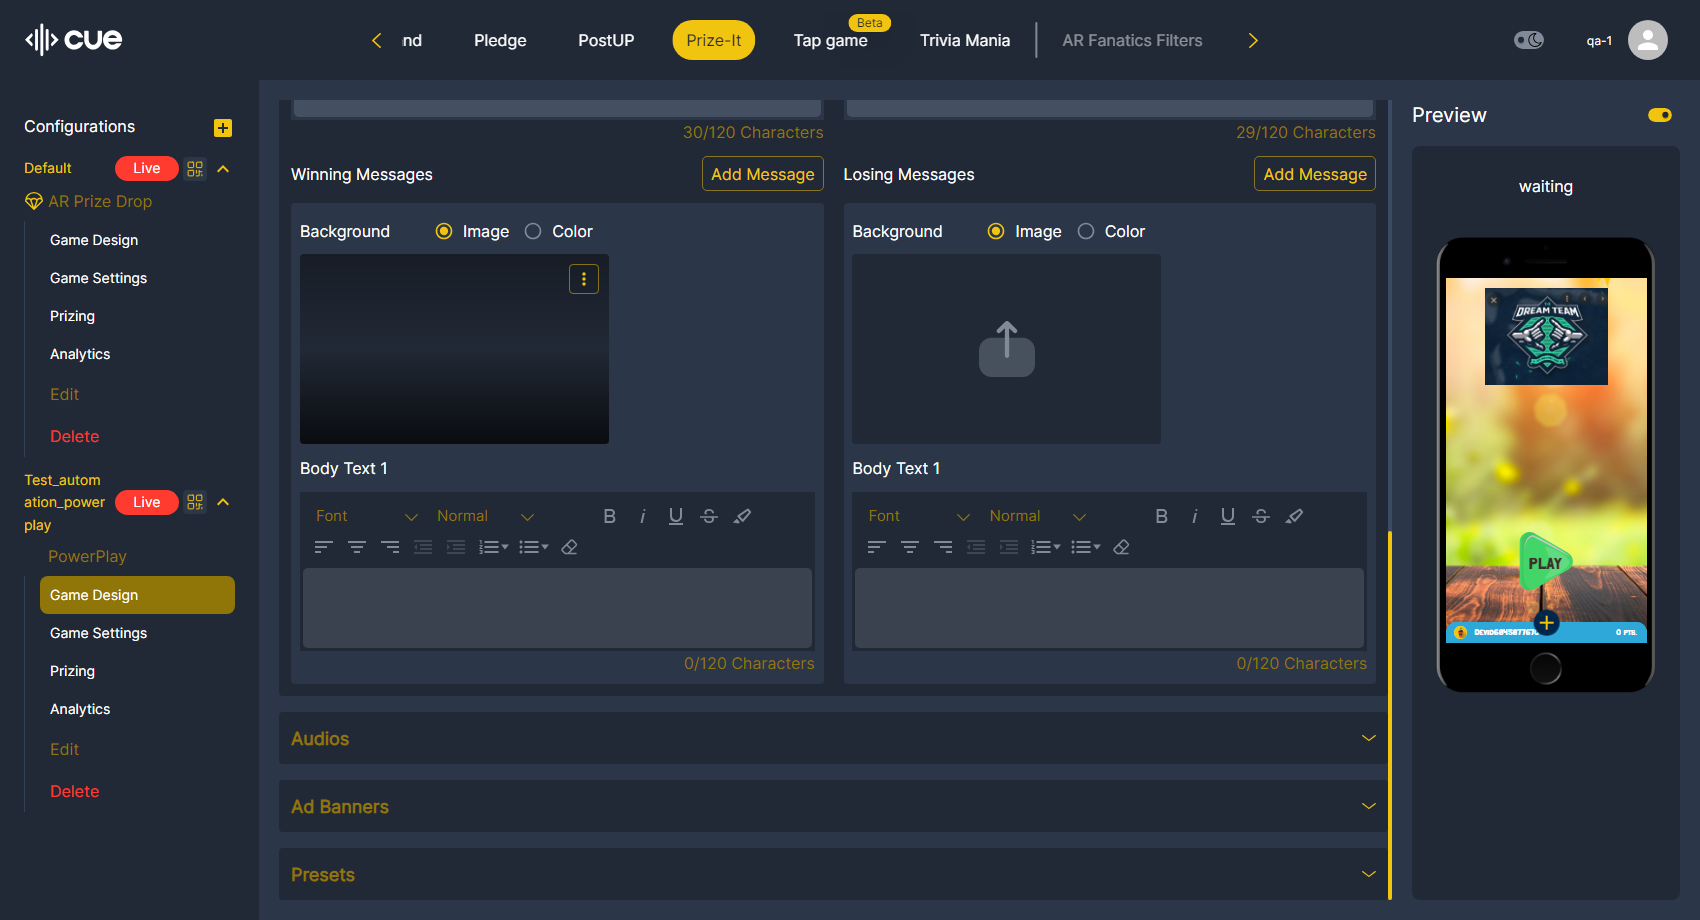 cue
nd
Pledge
PostUP
Prize-It
Beta
Tap game
Trivia Mania
AR Fanatics Filters
qa-1
Configurations
Default
Live
AR Prize Drop
Game Design
Game Settings
Prizing
Analytics
Edit
Delete
Test_autom
ation_power
play
Live
PowerPlay
Game Design
Game Settings
Prizing
Analytics
Edit
Delete
30/120 Characters
29/120 Characters
Winning Messages
Add Message
Losing Messages
Add Message
Background
Image
Color
Background
Image
Color
Body Text 1
Body Text 1
Font
Normal
B
i
U
S
Font
Normal
B
i
U
S
0/120 Characters
0/120 Characters
Audios
Ad Banners
Presets
Preview
waiting
DREAM TEAM
PLAY
0 PTS.